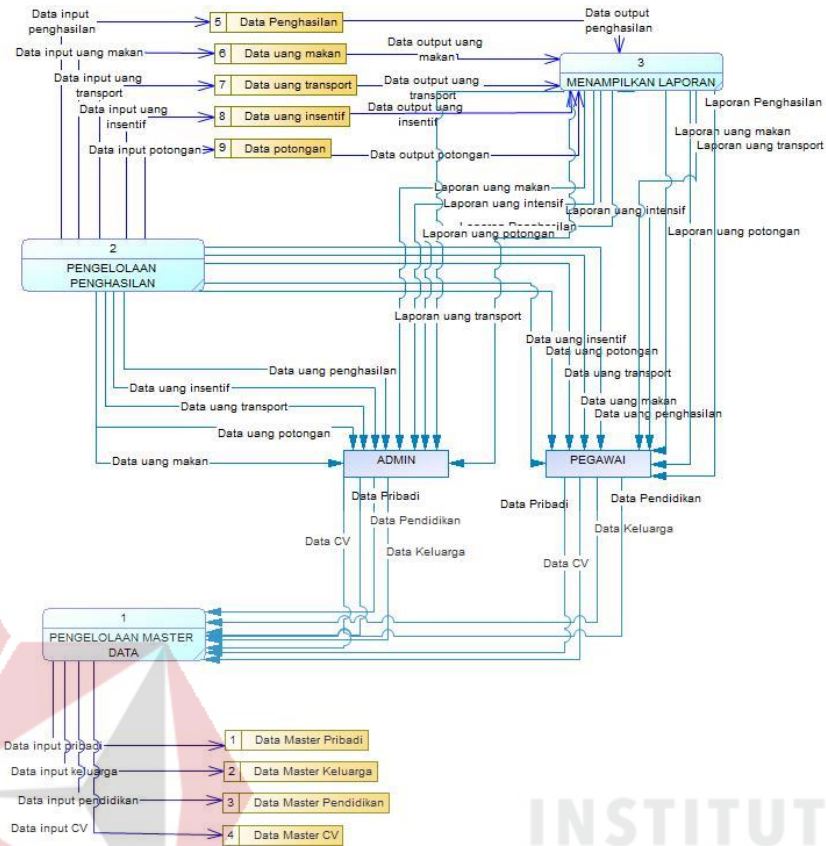 Data input
penghasilan
5 Data Penghasilan
Data output
penghasilan
Data input uang makan
6 Data uang makan
Data output uang
makan
3
MENAMPILKAN LAPORAN
Data input uang
transport
7 Data uang transport
Data output uang
transport
Laporan Penghasilan
Data input uang
insentif
8 Data uang insentif
Data output uang
insentif
Laporan uang makan
Laporan uang transport
Data input potongan
9 Data potongan
Data output potongan
Laporan uang makan
Laporan uang intensif
Laporan uang intensif
Laporan Penghasilan
Laporan uang potongan
Laporan uang potongan
2
PENGELOLAAN
PENGHASILAN
Laporan uang transport
Data uang insentif
Data uang potongan
Data uang penghasilan
Data uang transport
Data uang insentif
Data uang transport
Data uang makan
Data uang penghasilan
Data uang potongan
Data uang makan
ADMIN
PEGAWAI
Data Pribadi
Data Pribadi
Data Pendidikan
Data Pendidikan
Data Keluarga
Data CV
Data Keluarga
Data CV
1
PENGELOLAAN MASTER
DATA
Data input pribadi
1 Data Master Pribadi
Data input keluarga
2 Data Master Keluarga
Data input pendidikan
3 Data Master Pendidikan
Data input CV
4 Data Master CV
INSTITUT